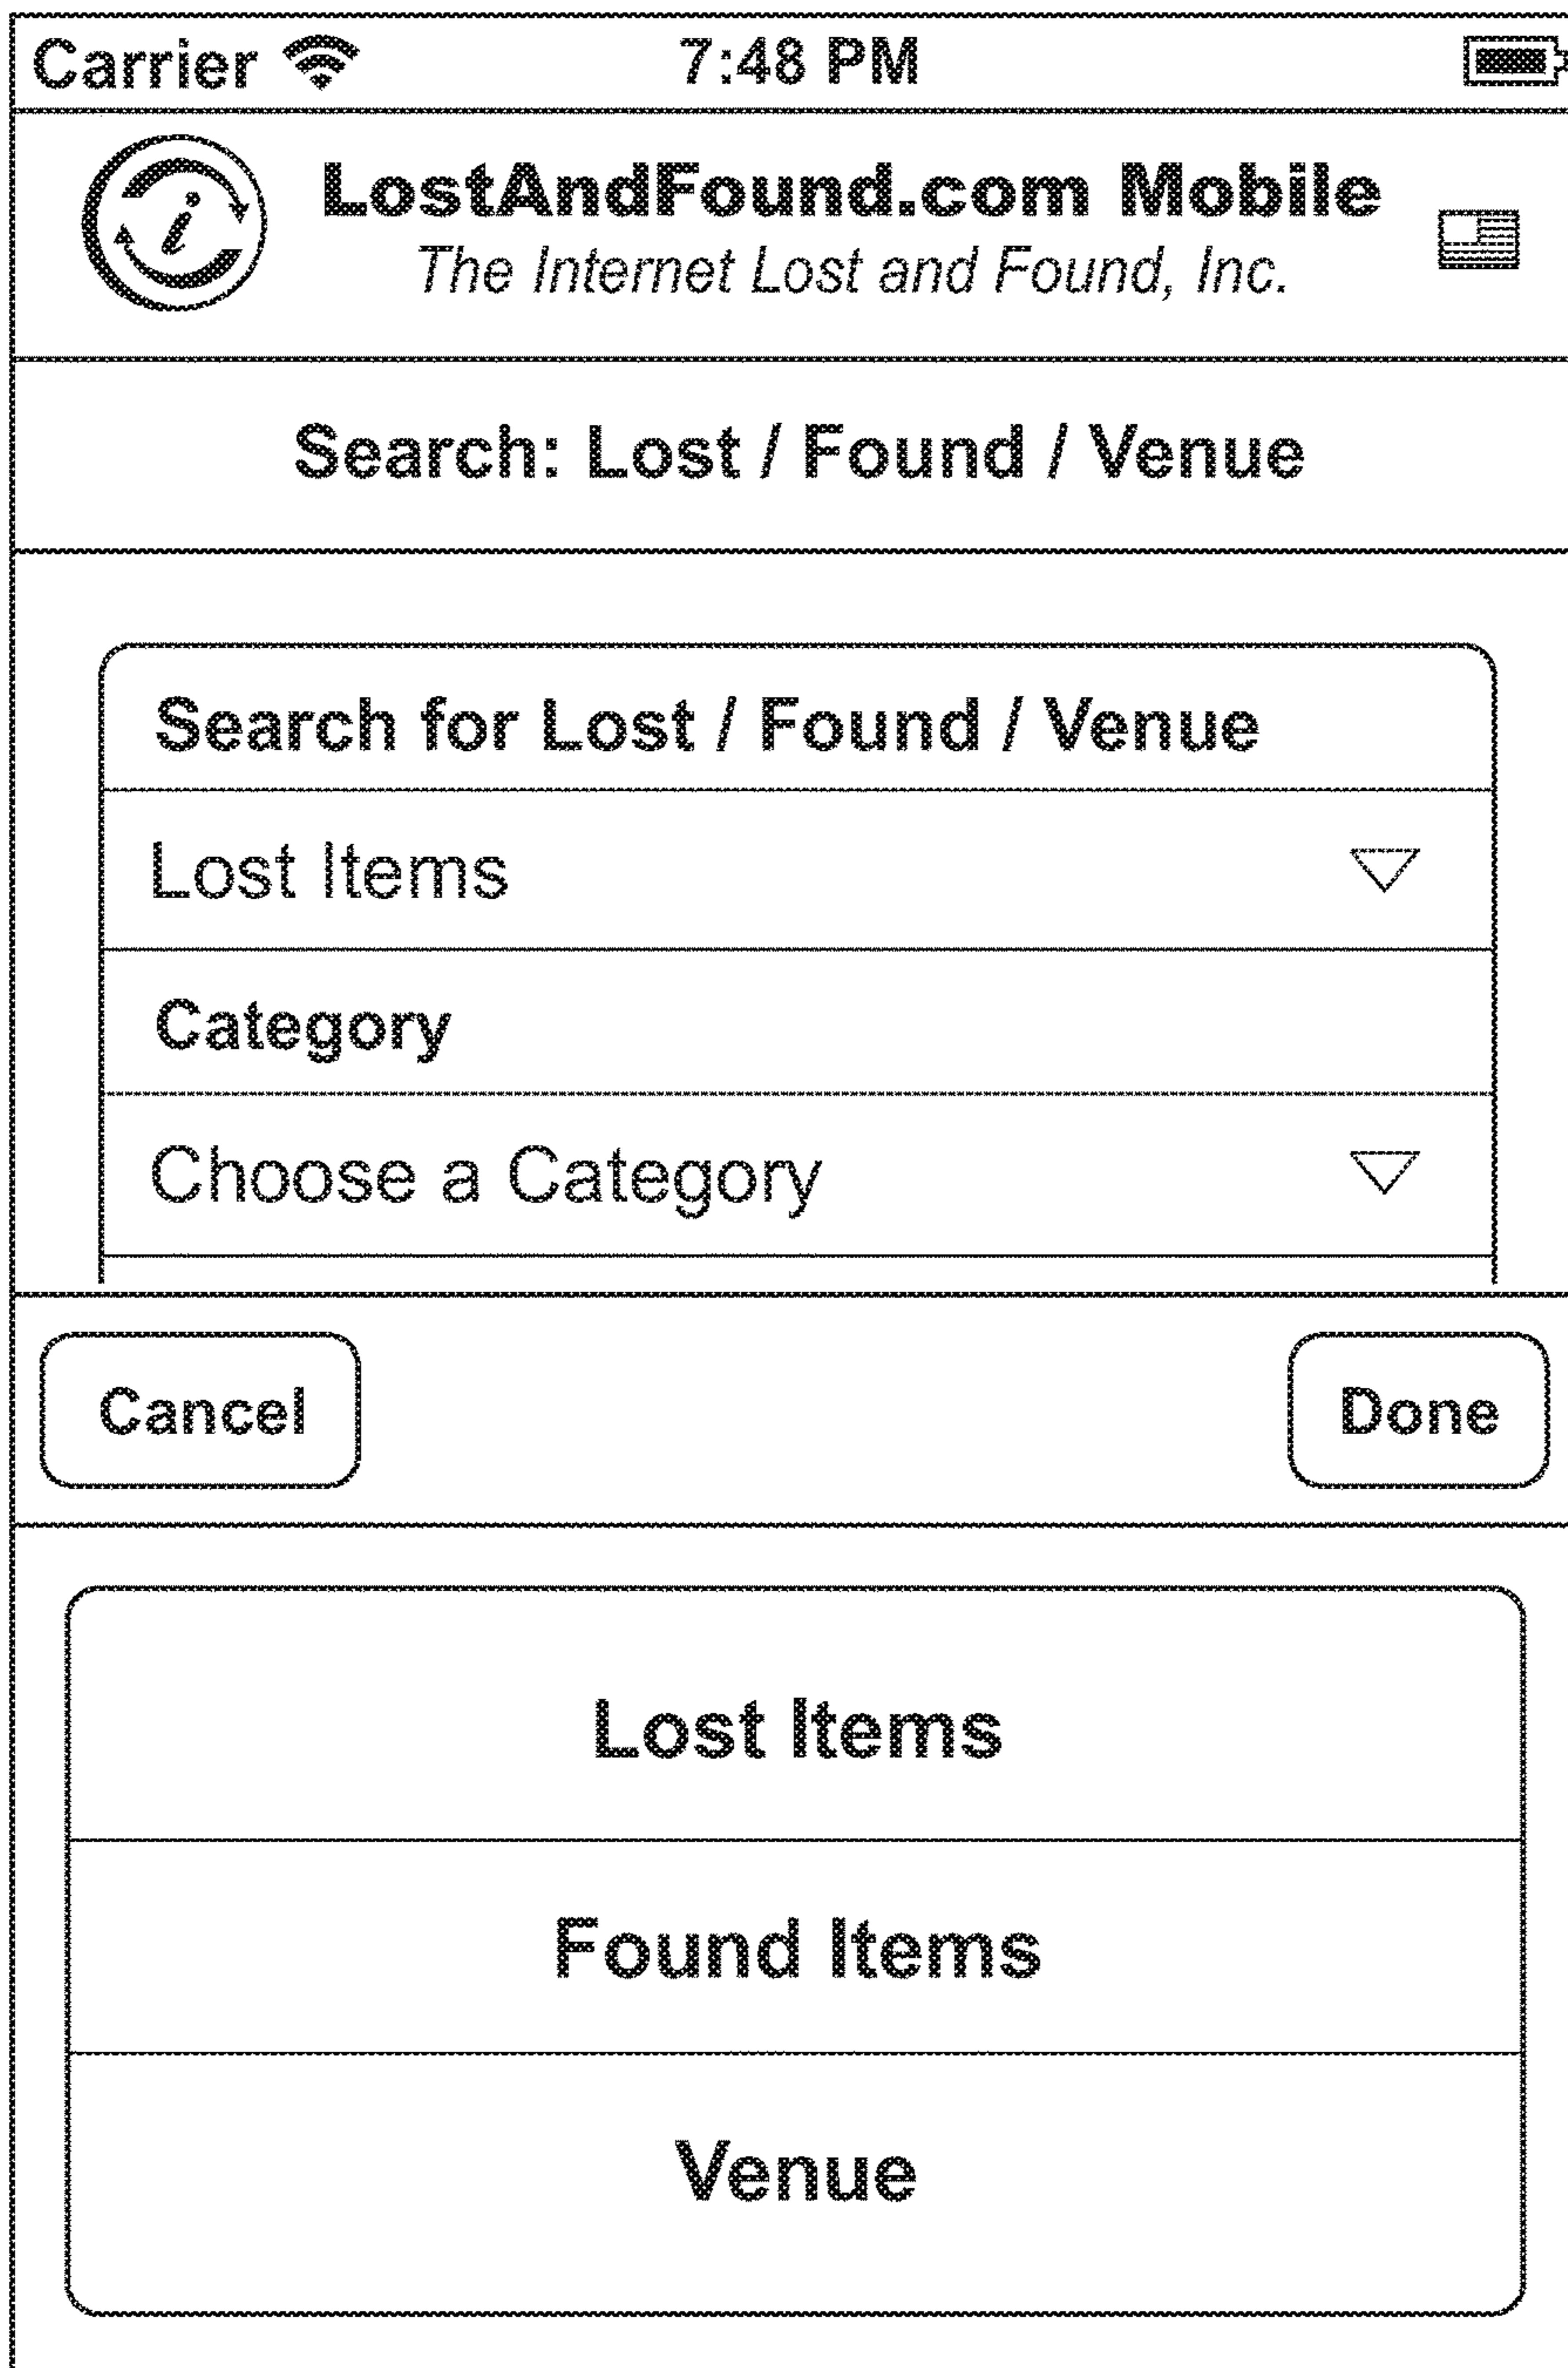 Carrier 7:48 PM
i
LostAndFound.com Mobile
The Internet Lost and Found, Inc.
Search: Lost / Found / Venue
Search for Lost / Found / Venue
Lost Items
Category
Choose a Category
Cancel Done
Lost Items
Found Items
Venue